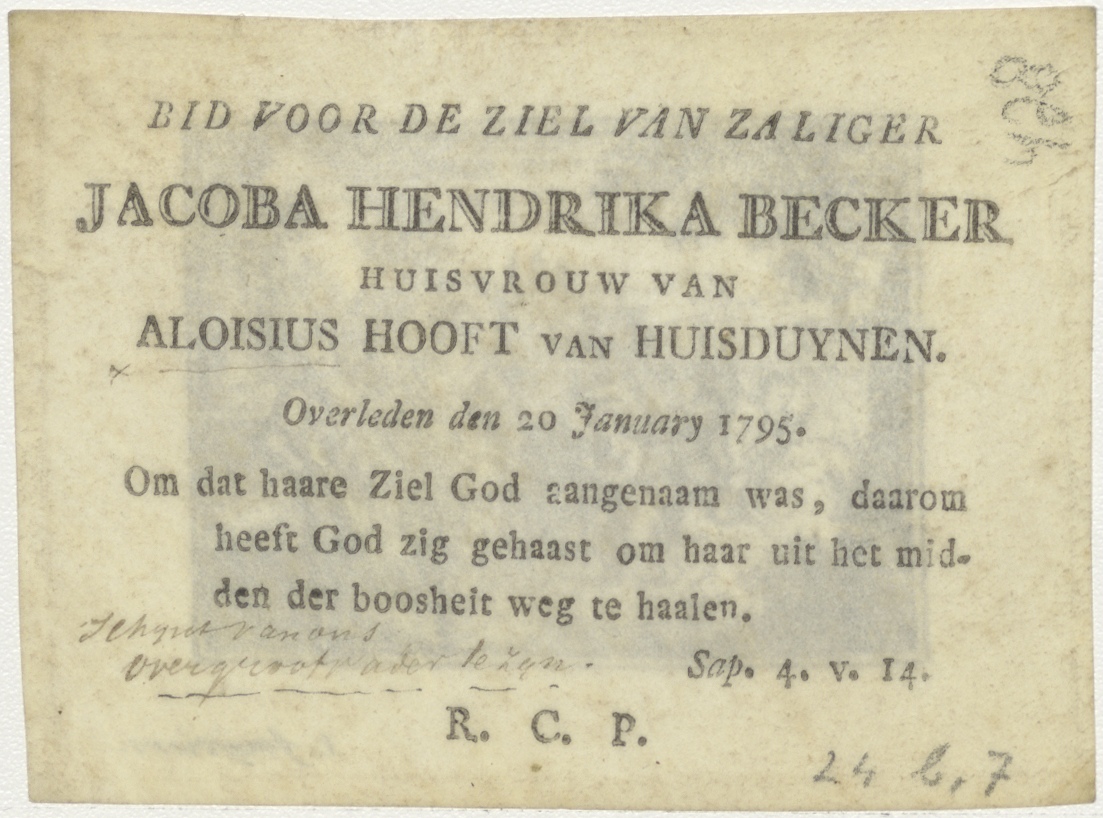 BID VOOR DE ZIEL VAN ZALIGER
JACOBA HENDRIKA BECKER
HUISVROUW VAN
ALOISIUS HOOFT VAN HUISDUYNEN.
x
Overleden den 20 January 1795.
Om dat haare Ziel God aangenaam was, daarom
heeft God zig gehaast om haar uit het mid-
den der boosheit weg te haalen.
Schynt van ons
overgrootvader te zyn.
Sap. 4. v. 14.
R. C. P.
24 b, 7